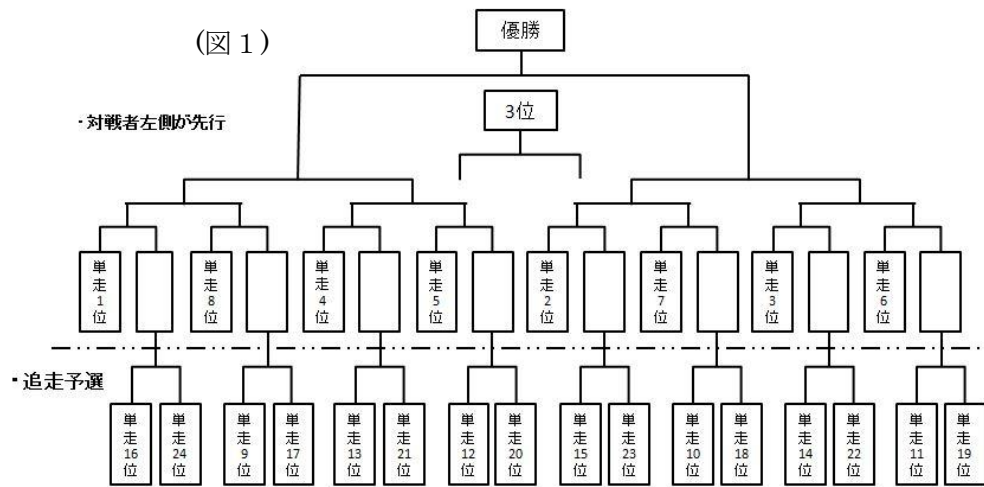 (図1)
優勝
・対戦者左側が先行
3位
単走1位
単走8位
単走4位
単走5位
単走2位
単走7位
単走3位
単走6位
・追走予選
単走16位
単走24位
単走9位
単走17位
単走13位
単走21位
単走12位
単走20位
単走15位
単走23位
単走10位
単走18位
単走14位
単走22位
単走11位
単走19位